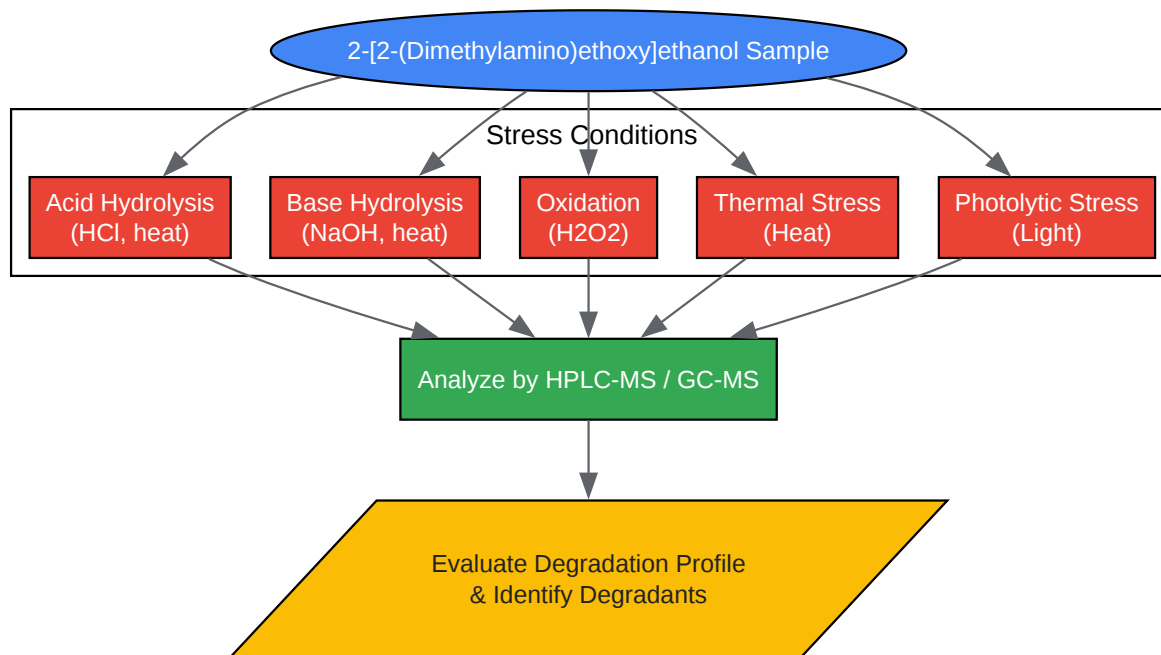 2-[2-(Dimethylamino)ethoxy]ethanol Sample
Stress Conditions
Acid Hydrolysis
(HCl, heat)
Base Hydrolysis
(NaOH, heat)
Oxidation
(H2O2)
Thermal Stress
(Heat)
Photolytic Stress
(Light)
Analyze by HPLC-MS / GC-MS
Evaluate Degradation Profile
& Identify Degradants